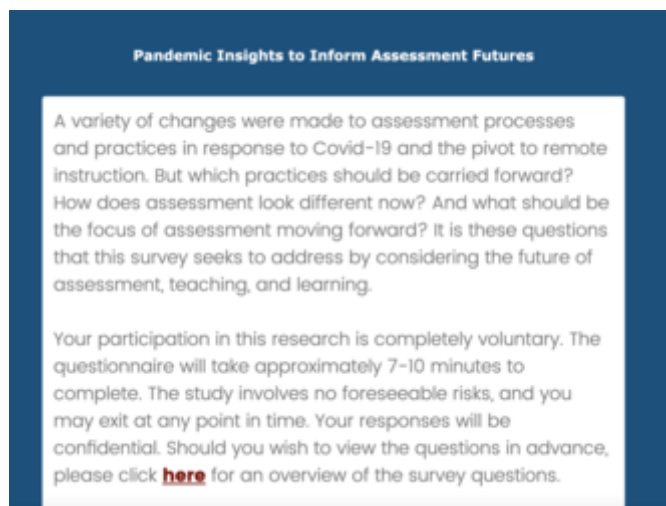 Pandemic Insights to Inform Assessment Futures
A variety of changes were made to assessment processes
and practices in response to Covid-19 and the pivot to remote
instruction. But which practices should be carried forward?
How does assessment look different now? And what should be
the focus of assessment moving forward? It is these questions
that this survey seeks to address by considering the future of
assessment, teaching, and learning.
Your participation in this research is completely voluntary. The
questionnaire will take approximately 7-10 minutes to
complete. The study involves no foreseeable risks, and you
may exit at any point in time. Your responses will be
confidential. Should you wish to view the questions in advance,
please click here for an overview of the survey questions.